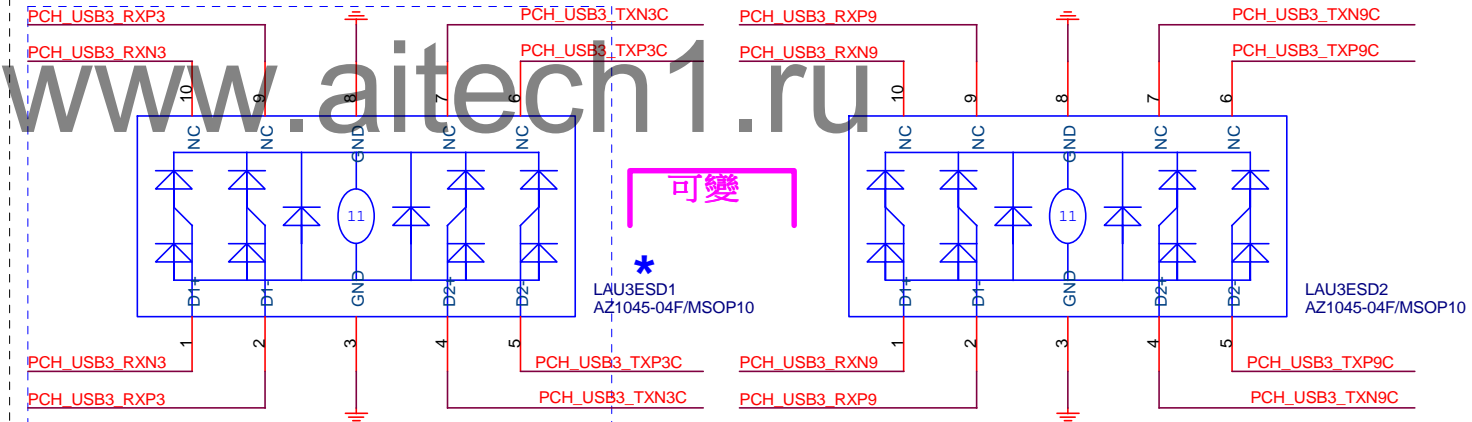 PCH_USB3_RXP3 PCH_USB3_TXN3C PCH_USB3_RXP9 PCH_USB3_TXN9C
PCH_USB3_RXN3 PCH_USB3_TXP3C PCH_USB3_RXN9 PCH_USB3_TXP9C
www.aitech1.ru
10 9 8 7 6 10 9 8 7 6
NC NC GND NC NC NC NC GND NC NC
可變
11 11
*
D1+ D1- GND D2+ D2- D1+ D1- GND D2+ D2-
LAU3ESD1 LAU3ESD2
AZ1045-04F/MSOP10 AZ1045-04F/MSOP10
1 2 3 4 5 1 2 3 4 5
PCH_USB3_RXN3 PCH_USB3_TXP3C PCH_USB3_RXN9 PCH_USB3_TXP9C
PCH_USB3_RXP3 PCH_USB3_TXN3C PCH_USB3_RXP9 PCH_USB3_TXN9C